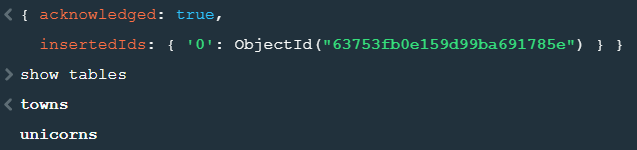 < { acknowledged: true,
insertedIds: { '0': ObjectId("63753fb0e159d99ba691785e") } }
> show tables
< towns
unicorns